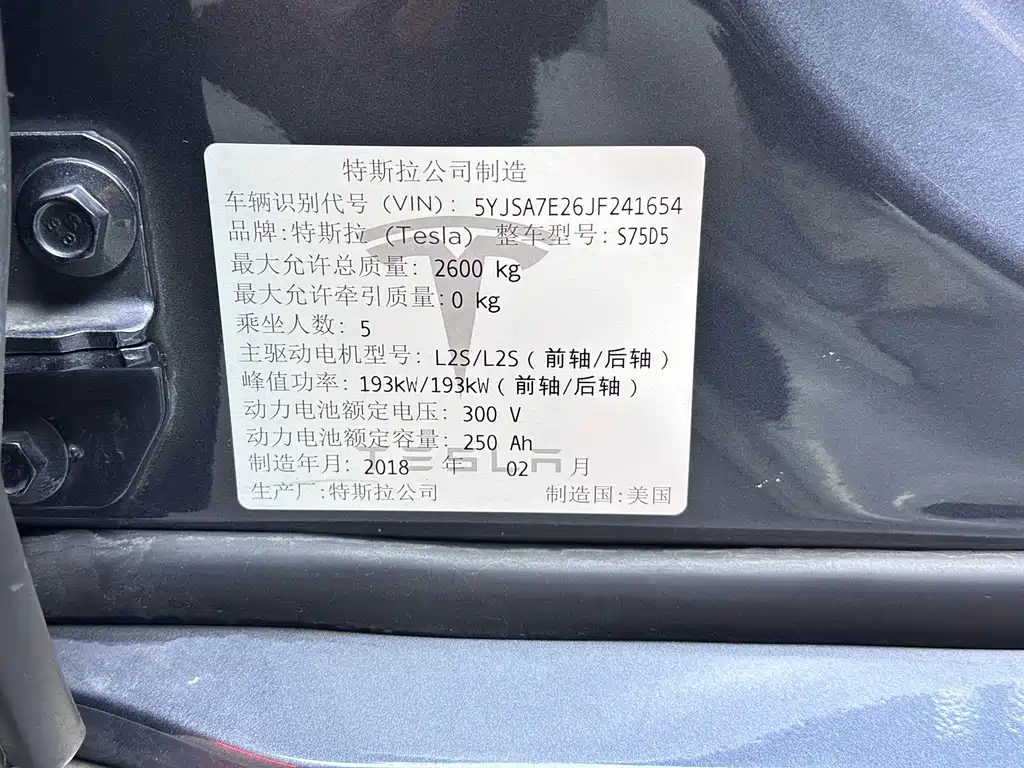 特斯拉公司制造
车辆识别代号 (VIN): 5YJSA7E26JF241654
品牌:特斯拉 (Tesla) 整车型号: S75D5
最大允许总质量: 2600 kg
最大允许牵引质量:0 kg
乘坐人数: 5
主驱动电机型号: L2S/L2S(前轴/后轴)
峰值功率: 193kW/193kW(前轴/后轴)
动力电池额定电压: 300 V
动力电池额定容量: 250 Ah
TESLA
制造年月: 2018 年 02 月
生产厂:特斯拉公司 制造国:美国